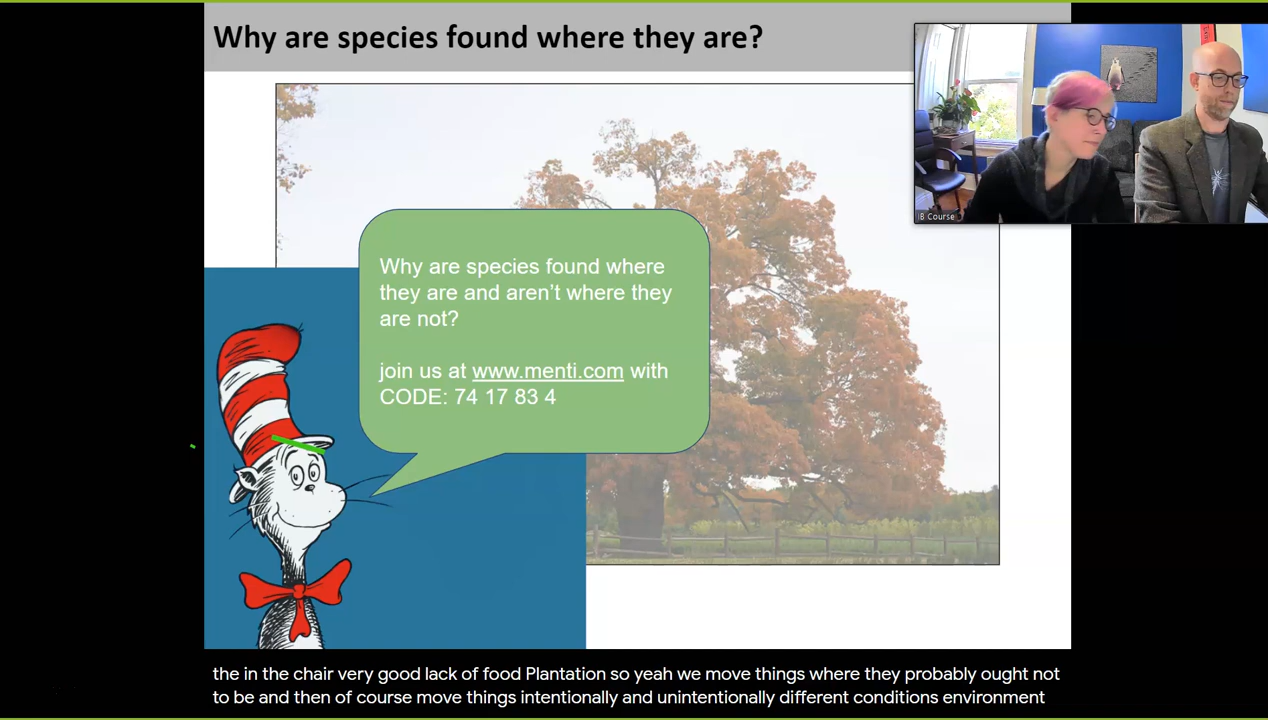 Why are species found where they are?
IB Course
Why are species found where
they are and aren't where they
are not?
join us at www.menti.com with
CODE: 74 17 83 4
the in the chair very good lack of food Plantation so yeah we move things where they probably ought not
to be and then of course move things intentionally and unintentionally different conditions environment